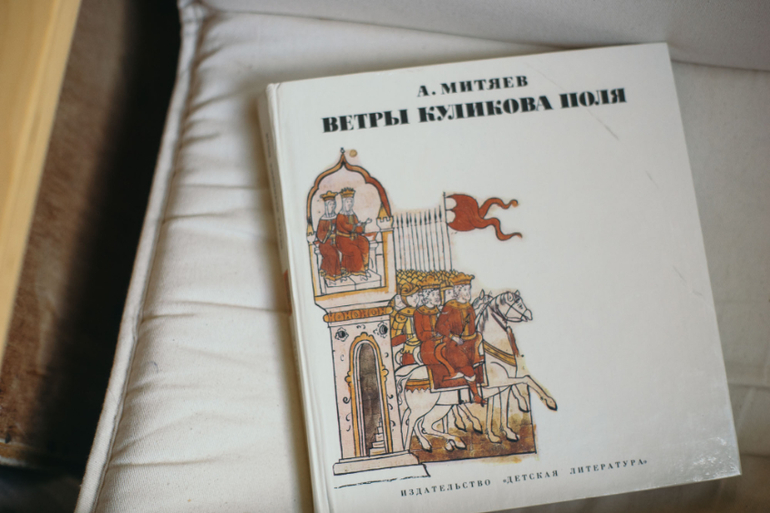 А. МИТЯЕВ
ВЕТРЫ КУЛИКОВА ПОЛЯ
ИЗДАТЕЛЬСТВО «ДЕТСКАЯ ЛИТЕРАТУРА»